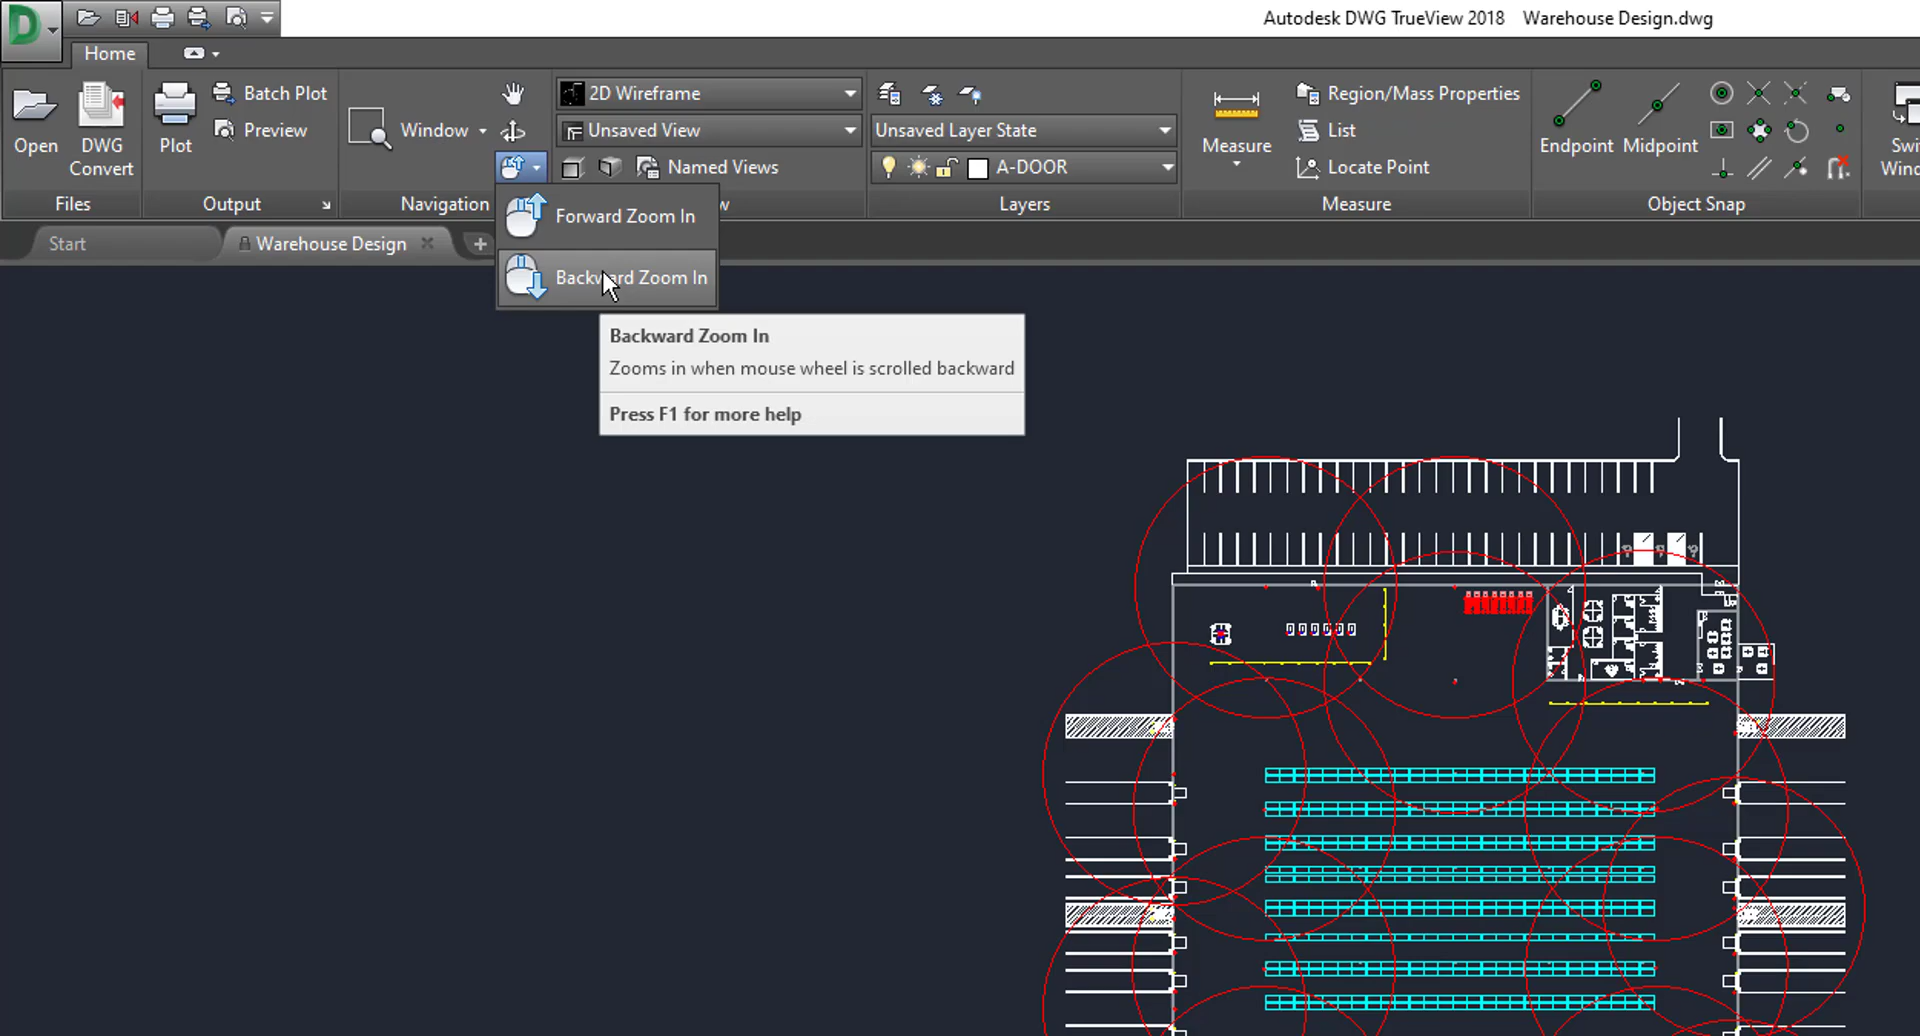 D
Autodesk DWG TrueView 2018 Warehouse Design.dwg
Home
Open
DWG
Convert
Files
Plot
Batch Plot
Preview
Output
Window
Navigation
2D Wireframe
Unsaved View
Named Views
w
Unsaved Layer State
A-DOOR
Layers
Measure
Region/Mass Properties
List
Locate Point
Measure
Endpoint
Midpoint
Object Snap
Swi
Wind
Start
Warehouse Design
Forward Zoom In
Backward Zoom In
Backward Zoom In
Zooms in when mouse wheel is scrolled backward
Press F1 for more help